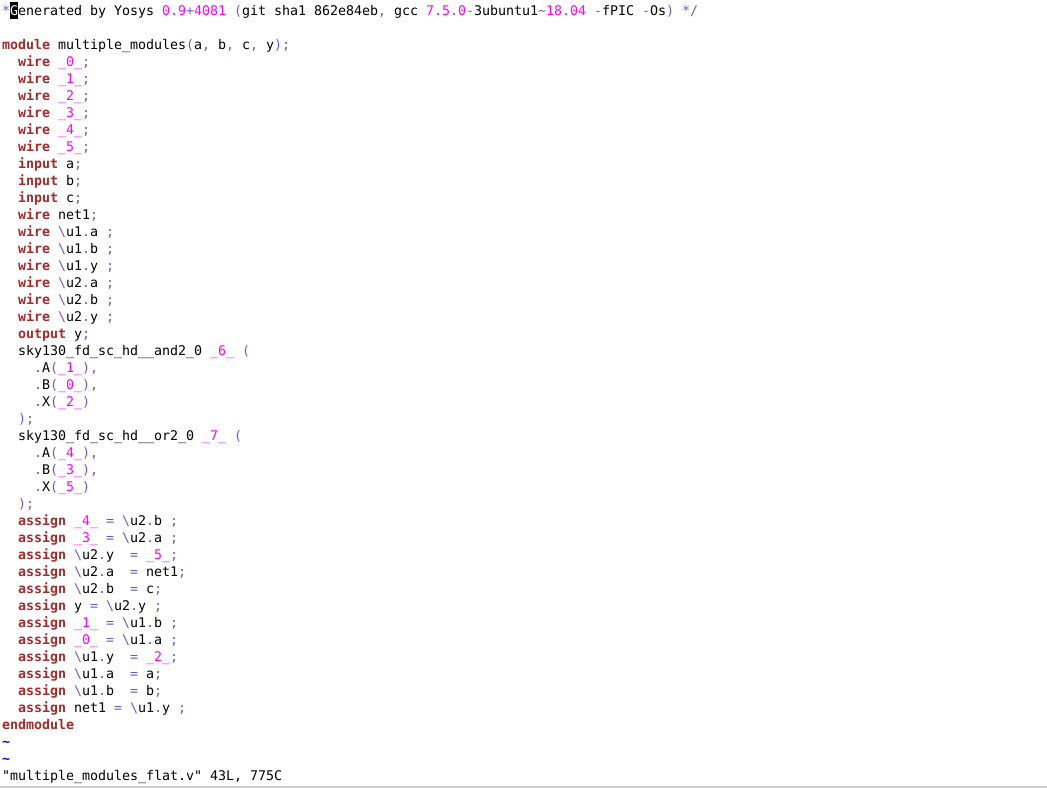 *Generated by Yosys 0.9+4081 (git sha1 862e84eb, gcc 7.5.0-3ubuntu1~18.04 -fPIC -Os) */

module multiple_modules(a, b, c, y);
  wire _0_;
  wire _1_;
  wire _2_;
  wire _3_;
  wire _4_;
  wire _5_;
  input a;
  input b;
  input c;
  wire net1;
  wire \u1.a ;
  wire \u1.b ;
  wire \u1.y ;
  wire \u2.a ;
  wire \u2.b ;
  wire \u2.y ;
  output y;
  sky130_fd_sc_hd__and2_0 _6_ (
    .A(_1_),
    .B(_0_),
    .X(_2_)
  );
  sky130_fd_sc_hd__or2_0 _7_ (
    .A(_4_),
    .B(_3_),
    .X(_5_)
  );
  assign _4_ = \u2.b ;
  assign _3_ = \u2.a ;
  assign \u2.y  = _5_;
  assign \u2.a  = net1;
  assign \u2.b  = c;
  assign y = \u2.y ;
  assign _1_ = \u1.b ;
  assign _0_ = \u1.a ;
  assign \u1.y  = _2_;
  assign \u1.a  = a;
  assign \u1.b  = b;
  assign net1 = \u1.y ;
endmodule
~
~
"multiple_modules_flat.v" 43L, 775C